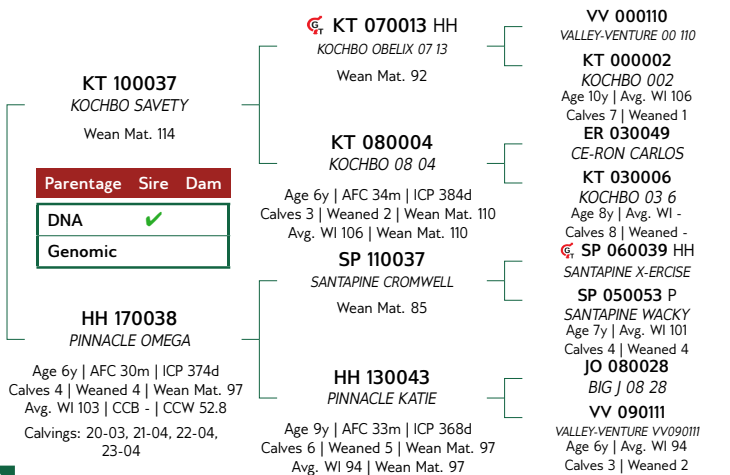 KT 100037
KOCHBO SAVETY
Wean Mat. 114
Parentage Sire Dam
DNA ✔
Genomic
HH 170038
PINNACLE OMEGA
Age 6y | AFC 30m | ICP 374d
Calves 4 | Weaned 4 | Wean Mat. 97
Avg. WI 103 | CCB - | CCW 52.8
Calvings: 20-03, 21-04, 22-04,
23-04
GT KT 070013 HH
KOCHBO OBELIX 07 13
Wean Mat. 92
KT 080004
KOCHBO 08 04
Age 6y | AFC 34m | ICP 384d
Calves 3 | Weaned 2 | Wean Mat. 110
Avg. WI 106 | Wean Mat. 110
SP 110037
SANTAPINE CROMWELL
Wean Mat. 85
HH 130043
PINNACLE KATIE
Age 9y | AFC 33m | ICP 368d
Calves 6 | Weaned 5 | Wean Mat. 97
Avg. WI 94 | Wean Mat. 97
VV 000110
VALLEY-VENTURE 00 110
KT 000002
KOCHBO 002
Age 10y | Avg. WI 106
Calves 7 | Weaned 1
ER 030049
CE-RON CARLOS
KT 030006
KOCHBO 03 6
Age 8y | Avg. WI -
Calves 8 | Weaned -
GT SP 060039 HH
SANTAPINE X-ERCISE
SP 050053 P
SANTAPINE WACKY
Age 7y | Avg. WI 101
Calves 4 | Weaned 4
JO 080028
BIG J 08 28
VV 090111
VALLEY-VENTURE VV090111
Age 6y | Avg. WI 94
Calves 3 | Weaned 2